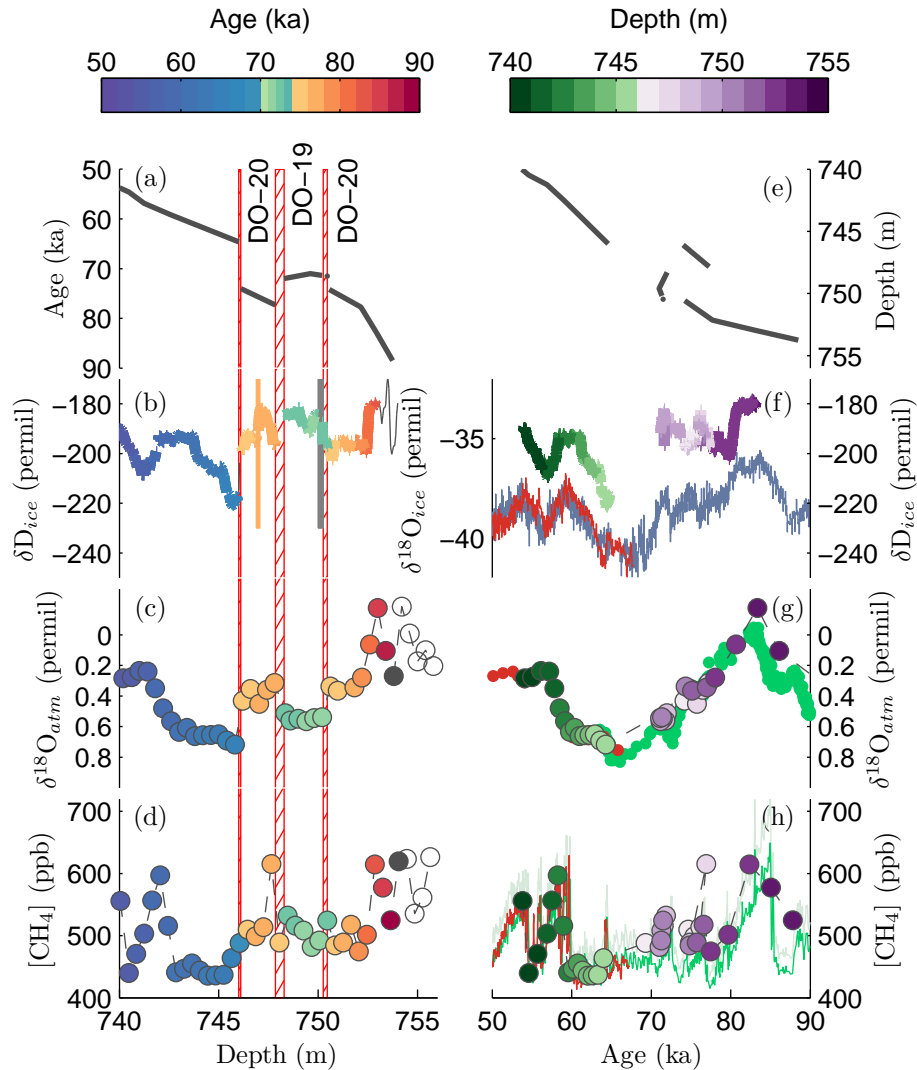 Age (ka)
50 60 70 80 90
Depth (m)
740 745 750 755
(a)
DO−20
DO−19
DO−20
50
60
70
80
90
Age (ka)
(e)
740
745
750
755
Depth (m)
(b)
−180
−200
−220
−240
δD_ice (permil)
(f)
−35
−40
δ¹⁸O_ice (permil)
−180
−200
−220
−240
δD_ice (permil)
(c)
0
0.2
0.4
0.6
0.8
δ¹⁸O_atm (permil)
(g)
0
0.2
0.4
0.6
0.8
δ¹⁸O_atm (permil)
(d)
700
600
500
400
[CH₄] (ppb)
(h)
700
600
500
400
[CH₄] (ppb)
740 745 750 755
Depth (m)
50 60 70 80 90
Age (ka)